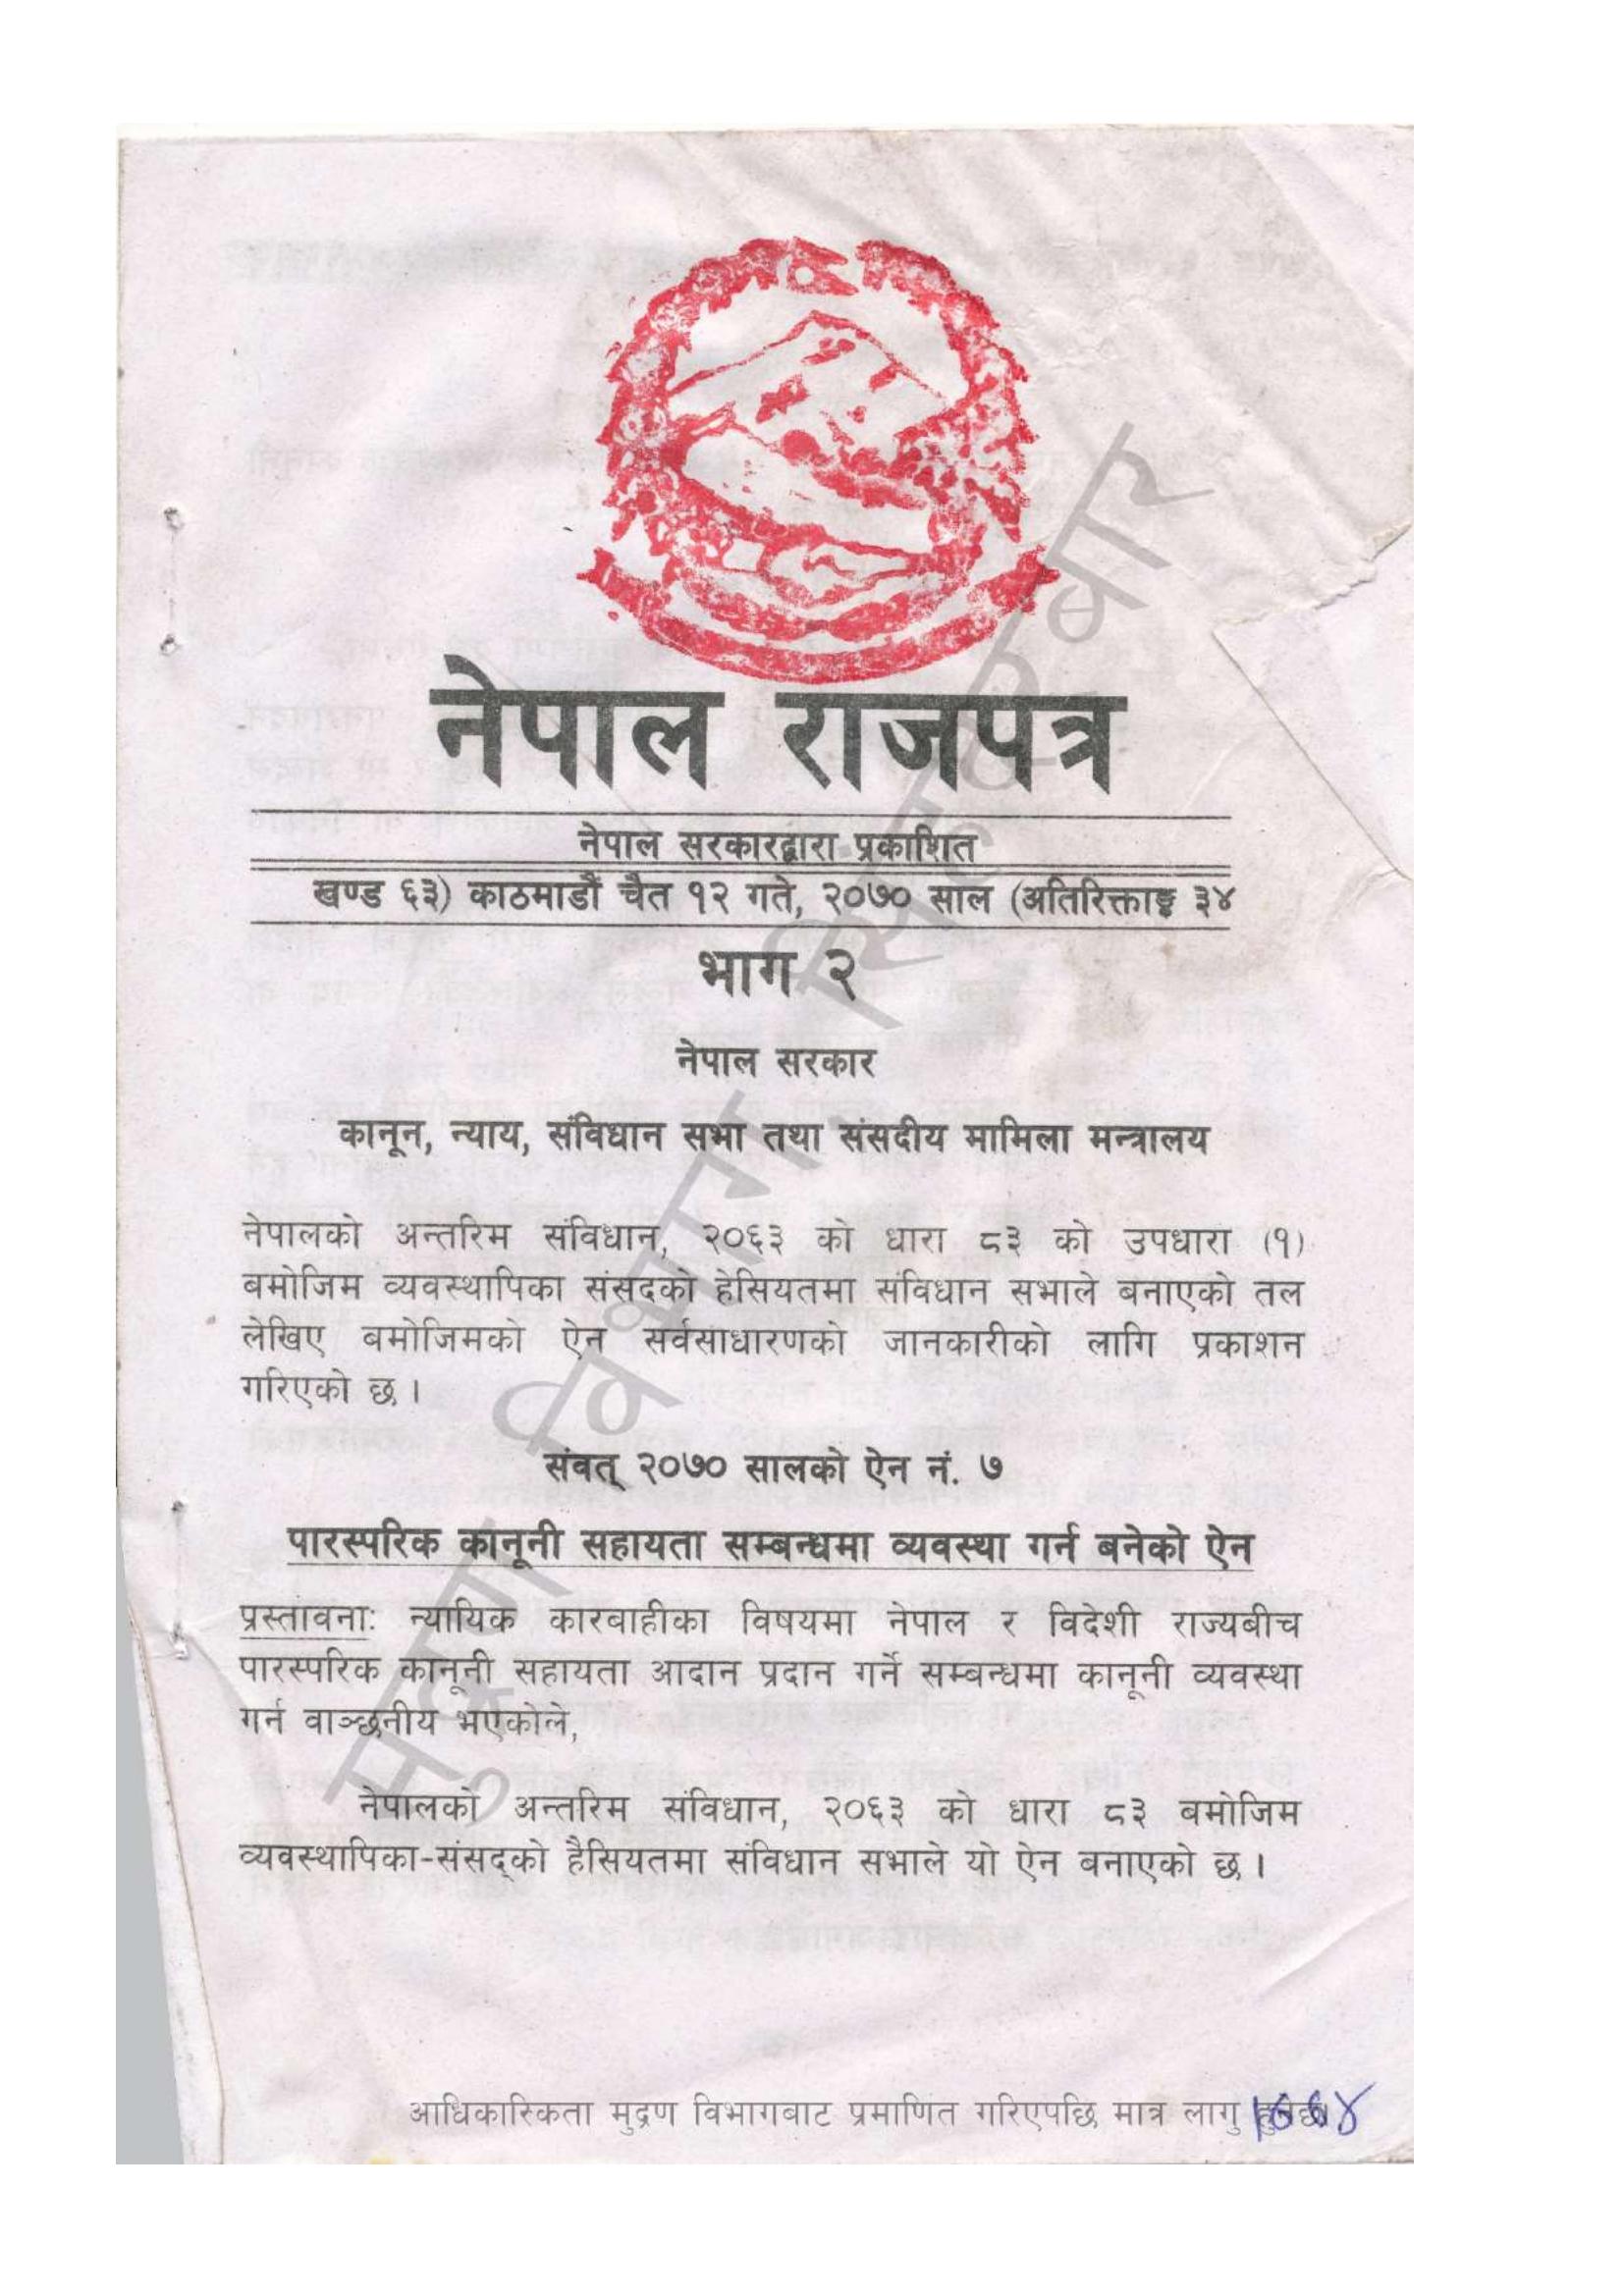 नेपाल राजपत्र
नेपाल सरकारद्वारा प्रकाशित
खण्ड ६३) काठमाडौं चैत १२ गते, २०७० साल (अतिरिक्ताङ्क ३४
भाग २
नेपाल सरकार
कानून, न्याय, संविधान सभा तथा संसदीय मामिला मन्त्रालय
नेपालको अन्तरिम संविधान, २०६३ को धारा ८३ को उपधारा (१)
बमोजिम व्यवस्थापिका संसदको हेसियतमा संविधान सभाले बनाएको तल
लेखिए बमोजिमको ऐन सर्वसाधारणको जानकारीको लागि प्रकाशन
गरिएको छ ।
संवत् २०७० सालको ऐन नं. ७
पारस्परिक कानूनी सहायता सम्बन्धमा व्यवस्था गर्न बनेको ऐन
प्रस्तावनाः न्यायिक कारबाहीका विषयमा नेपाल र विदेशी राज्यबीच
पारस्परिक कानूनी सहायता आदान प्रदान गर्ने सम्बन्धमा कानूनी व्यवस्था
गर्न वाञ्छनीय भएकोले,
नेपालको अन्तरिम संविधान, २०६३ को धारा ८३ बमोजिम
व्यवस्थापिका-संसद्को हैसियतमा संविधान सभाले यो ऐन बनाएको छ ।
आधिकारिकता मुद्रण विभागबाट प्रमाणित गरिएपछि मात्र लागु
मुद्रण विभाग, सिंहदरबार